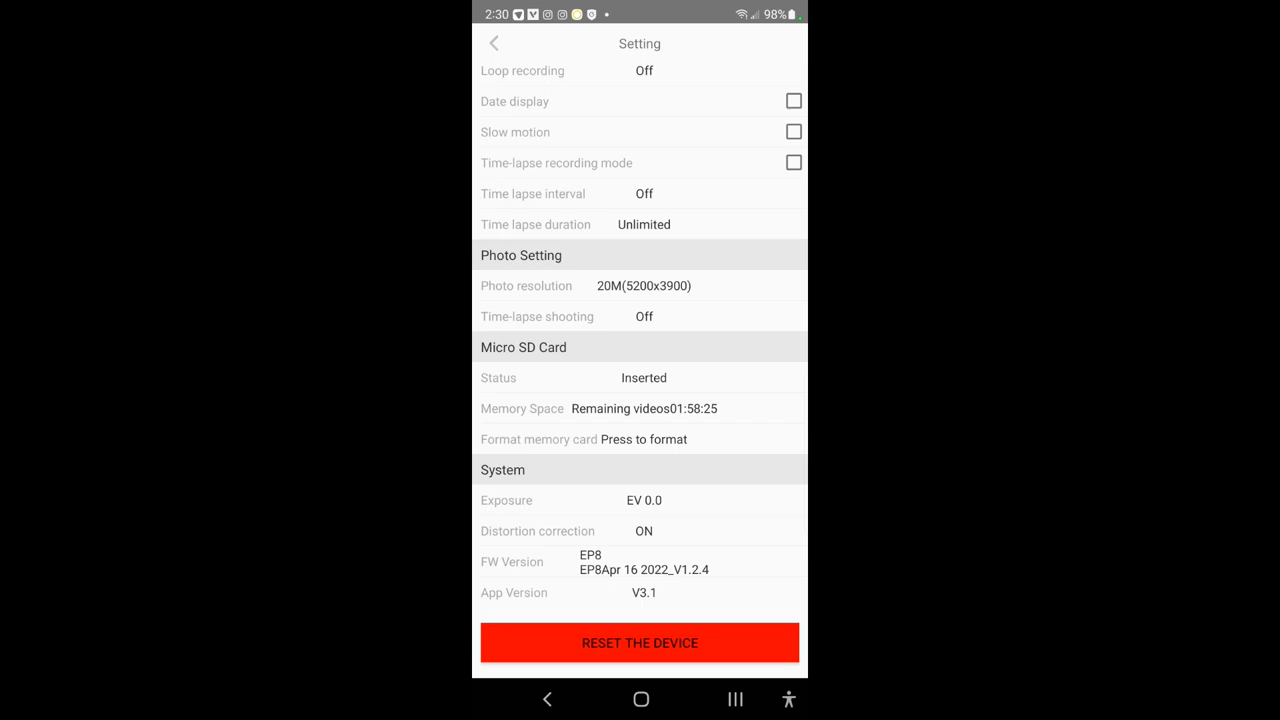 2:30 98%
Setting
Loop recording Off
Date display
Slow motion
Time-lapse recording mode
Time lapse interval Off
Time lapse duration Unlimited
Photo Setting
Photo resolution 20M(5200x3900)
Time-lapse shooting Off
Micro SD Card
Status Inserted
Memory Space Remaining videos01:58:25
Format memory card Press to format
System
Exposure EV 0.0
Distortion correction ON
FW Version EP8
EP8Apr 16 2022_V1.2.4
App Version V3.1
RESET THE DEVICE